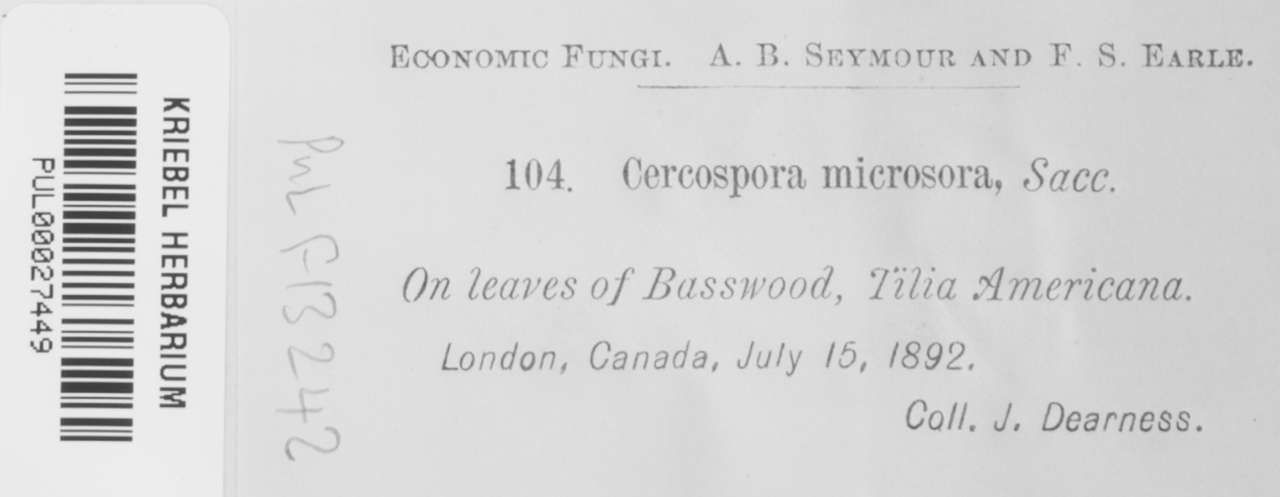 KRIEBEL HERBARIUM
PUL00027449
PUL F13242
ECONOMIC FUNGI. A. B. SEYMOUR AND F. S. EARLE.
104. Cercospora microsora, Sacc.
On leaves of Basswood, Tilia Americana.
London, Canada, July 15, 1892.
Coll. J. Dearness.